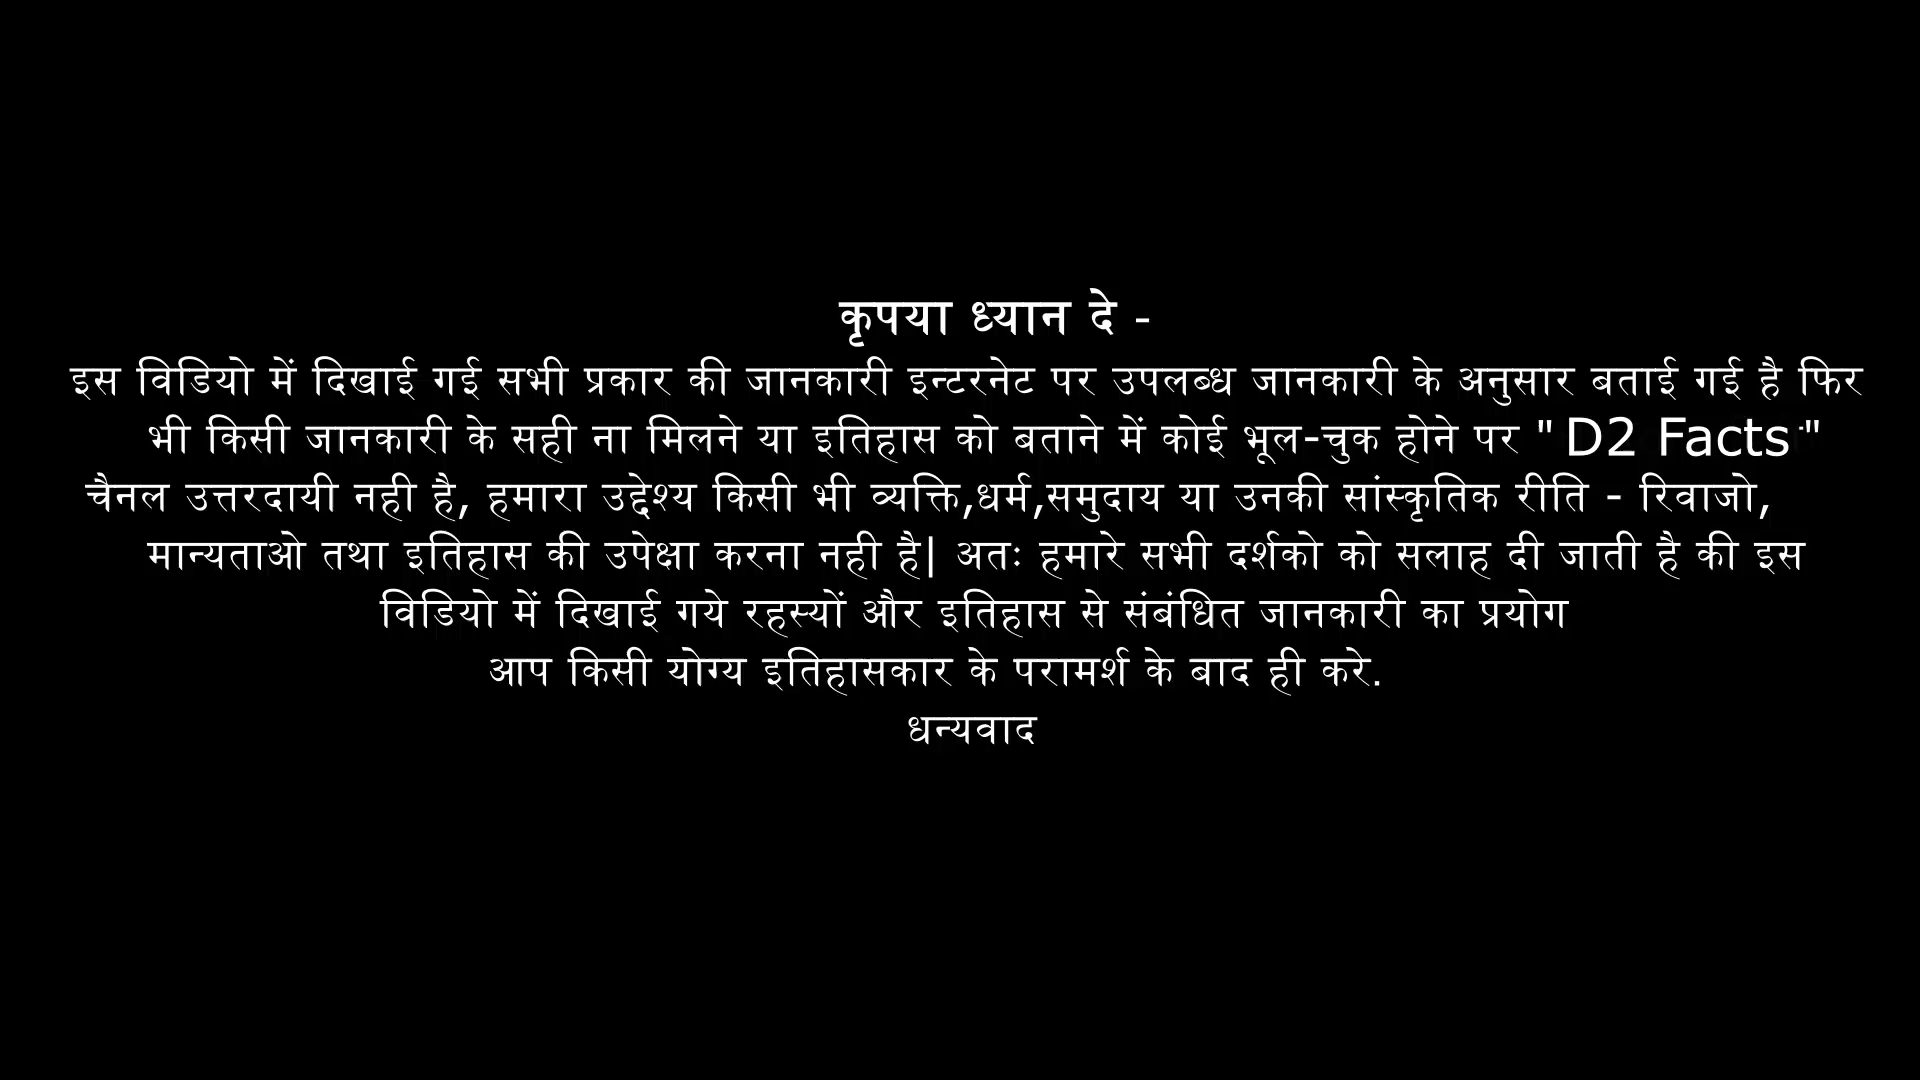 कृपया ध्यान दे -
इस विडियो में दिखाई गई सभी प्रकार की जानकारी इन्टरनेट पर उपलब्ध जानकारी के अनुसार बताई गई है फिर
भी किसी जानकारी के सही ना मिलने या इतिहास को बताने में कोई भूल-चुक होने पर " D2 Facts "
चैनल उत्तरदायी नही है, हमारा उद्देश्य किसी भी व्यक्ति,धर्म,समुदाय या उनकी सांस्कृतिक रीति - रिवाजो,
मान्यताओ तथा इतिहास की उपेक्षा करना नही है| अतः हमारे सभी दर्शको को सलाह दी जाती है की इस
विडियो में दिखाई गये रहस्यों और इतिहास से संबंधित जानकारी का प्रयोग
आप किसी योग्य इतिहासकार के परामर्श के बाद ही करे.
धन्यवाद